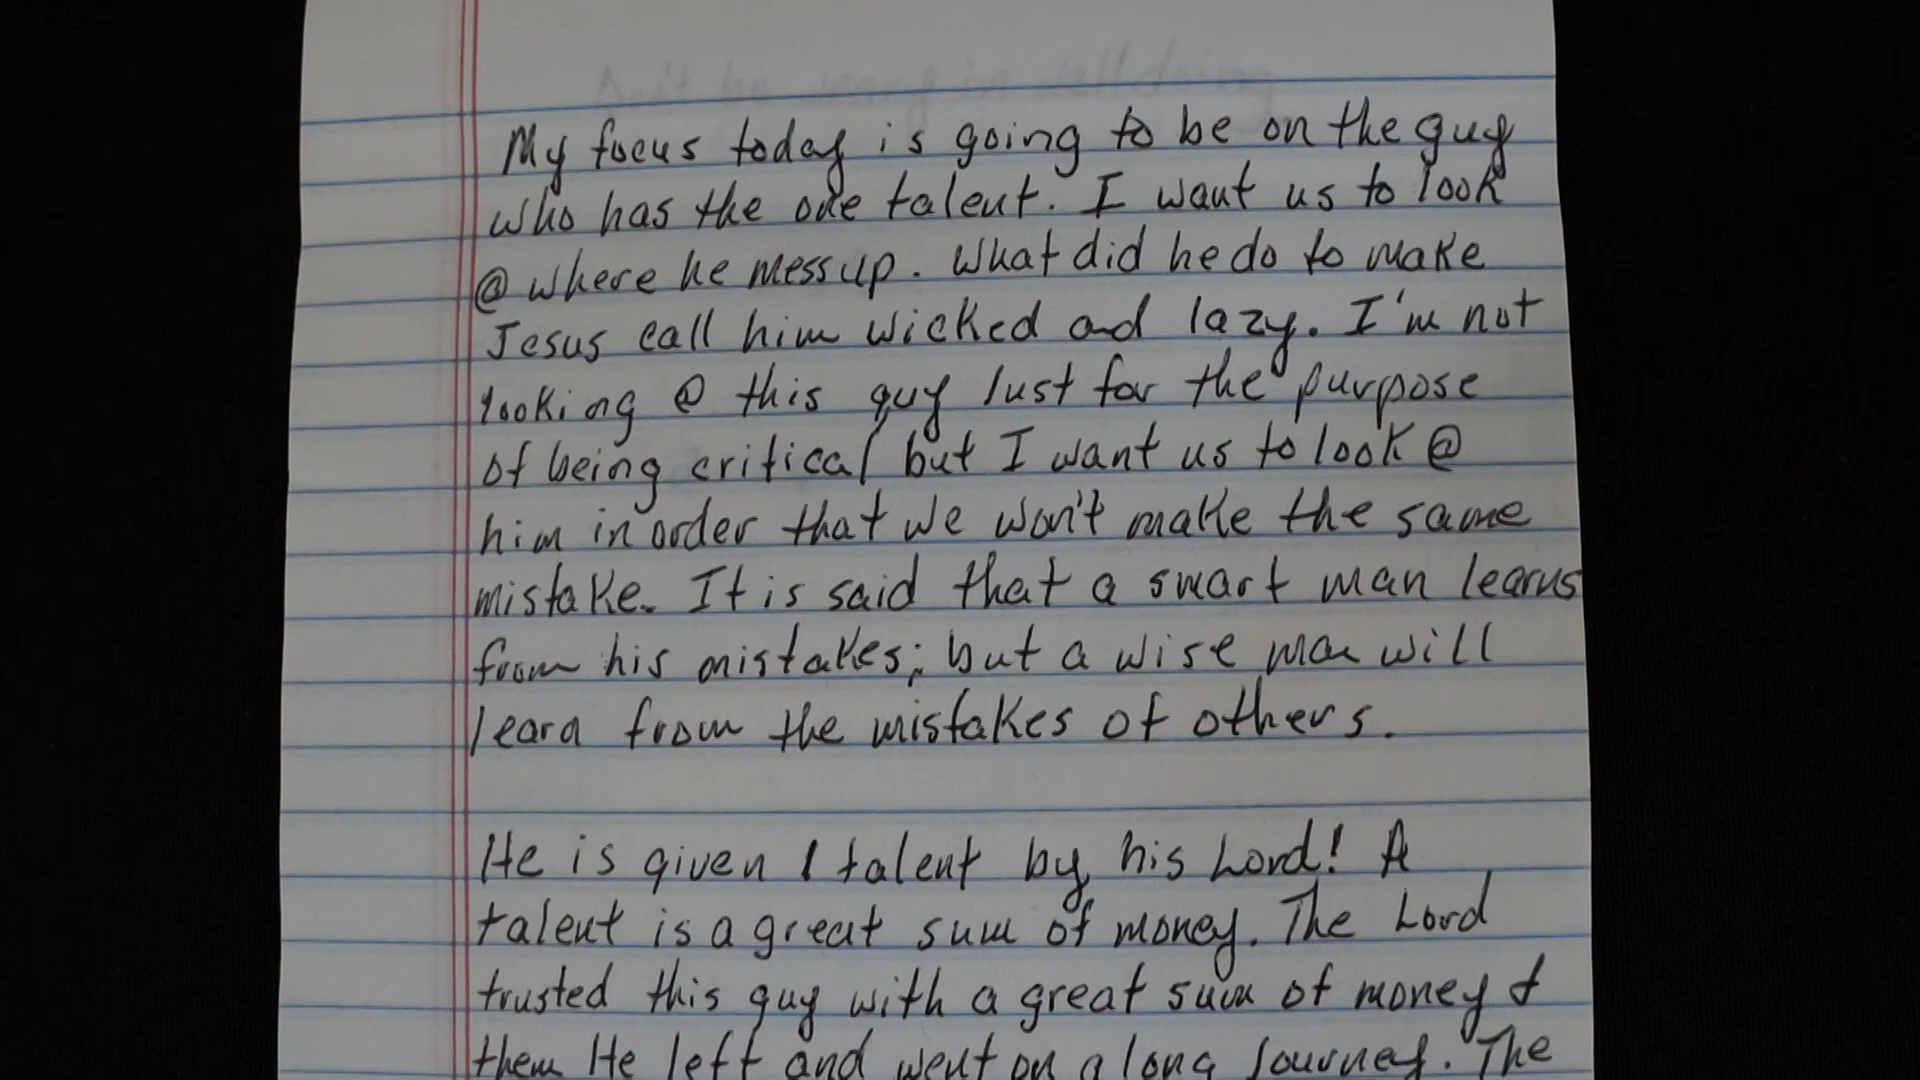 My focus today is going to be on the guy
who has the one talent. I want us to look
@ where he mess up. What did he do to make
Jesus call him wicked and lazy. I'm not
looking @ this guy Just for the purpose
of being critical but I want us to look @
him in order that we won't make the same
mistake. It is said that a smart man learns
from his mistakes; but a wise man will
learn from the mistakes of others.
He is given 1 talent by his Lord! A
talent is a great sum of money. The Lord
trusted this guy with a great sum of money &
then He left and went on a long Journey. The